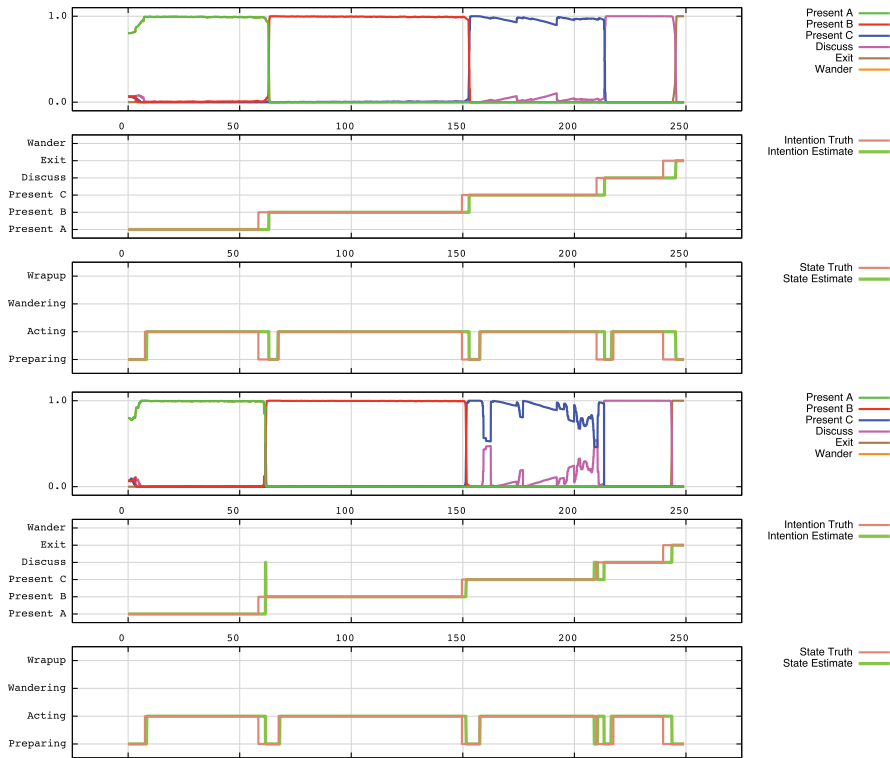 1.0
0.0
Present A
Present B
Present C
Discuss
Exit
Wander
0 50 100 150 200 250
Wander
Exit
Discuss
Present C
Present B
Present A
Intention Truth
Intention Estimate
0 50 100 150 200 250
Wrapup
Wandering
Acting
Preparing
State Truth
State Estimate
1.0
0.0
Present A
Present B
Present C
Discuss
Exit
Wander
0 50 100 150 200 250
Wander
Exit
Discuss
Present C
Present B
Present A
Intention Truth
Intention Estimate
0 50 100 150 200 250
Wrapup
Wandering
Acting
Preparing
State Truth
State Estimate